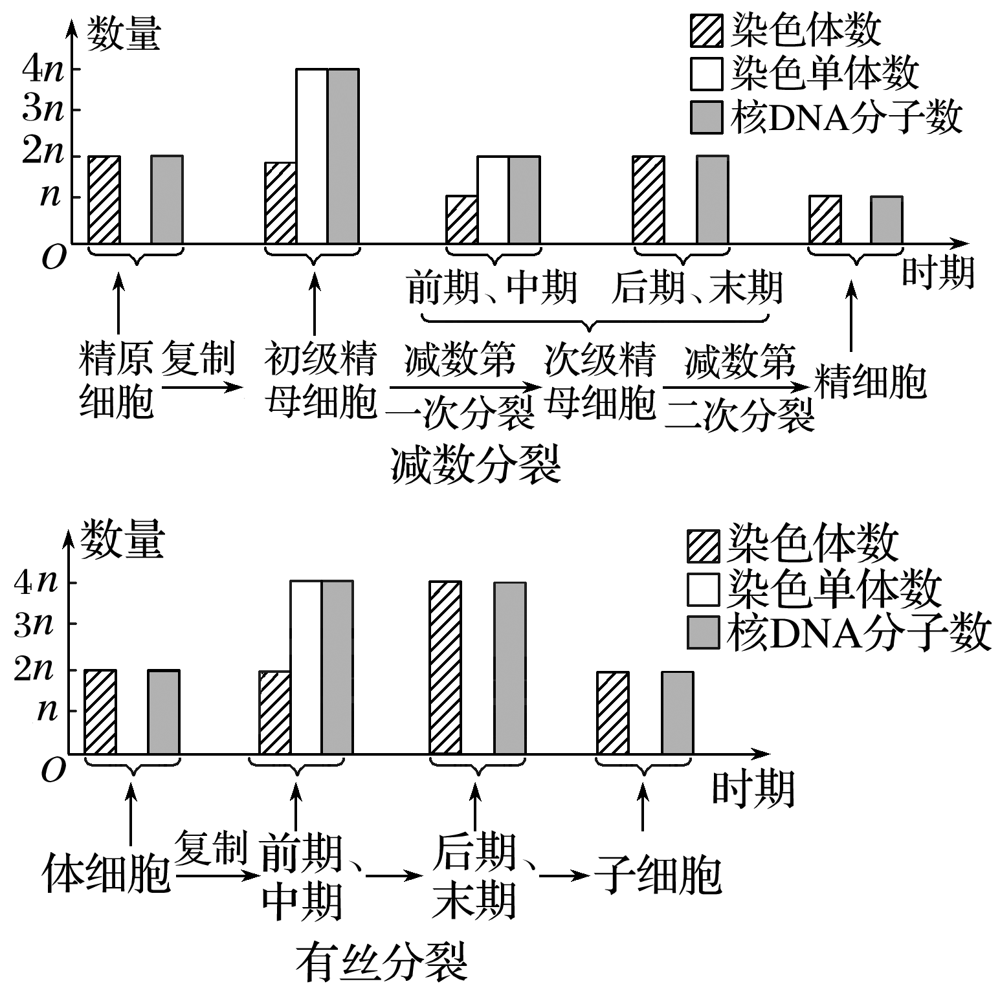 数量
染色体数
染色单体数
核DNA分子数
4n
3n
2n
n
O
时期
前期、中期
后期、末期
精原细胞
复制
初级精母细胞
减数第一次分裂
次级精母细胞
减数第二次分裂
精细胞
减数分裂
数量
染色体数
染色单体数
核DNA分子数
4n
3n
2n
n
O
时期
体细胞
复制
前期、中期
后期、末期
子细胞
有丝分裂